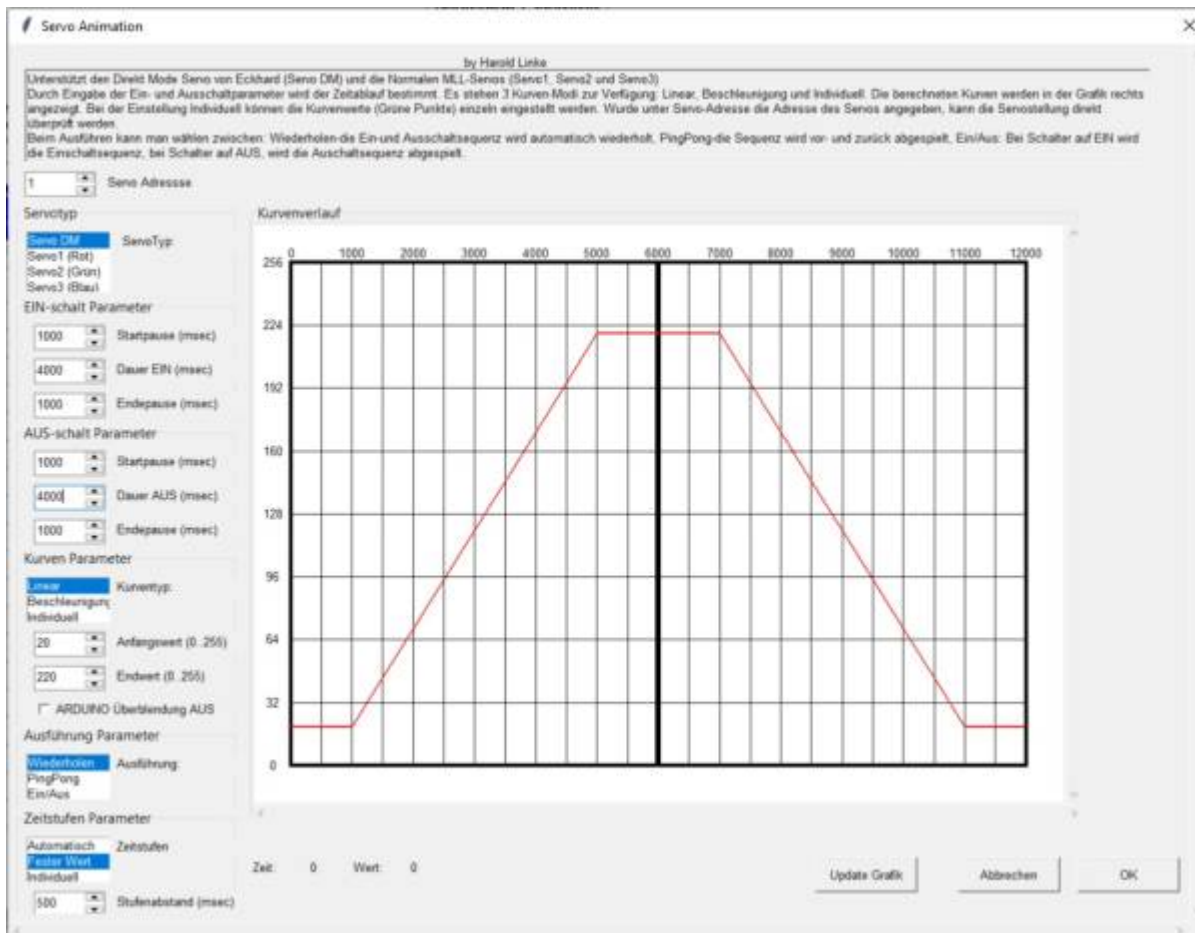 Servo Animation
by Harold Linke
Unterstützt den Direkt Mode Servo von Eckhard (Servo DM) und die Normalen MLL-Servos (Servo1, Servo2 und Servo3)
Durch Eingabe der Ein- und Ausschaltparameter wird der Zeitablauf bestimmt. Es stehen 3 Kurven-Modi zur Verfügung: Linear, Beschleunigung und Individuell. Die berechneten Kurven werden in der Grafik rechts
angezeigt. Bei der Einstellung Individuell können die Kurvenwerte (Grüne Punkte) einzeln eingestellt werden. Wurde unter Servo-Adresse die Adresse des Servos angegeben, kann die Servostellung direkt
überprüft werden.
Beim Ausführen kann man wählen zwischen: Wiederholen-die Ein-und Ausschaltsequenz wird automatisch wiederholt, PingPong-die Sequenz wird vor- und zurück abgespielt, Ein/Aus: Bei Schalter auf EIN wird
die Einschaltsequenz, bei Schalter auf AUS, wird die Auschaltsequenz abgespielt.
1 Servo Adressse
Servotyp
Servo DM ServoTyp:
Servo1 (Rot)
Servo2 (Grün)
Servo3 (Blau)
EIN-schalt Parameter
1000 Startpause (msec)
4000 Dauer EIN (msec)
1000 Endepause (msec)
AUS-schalt Parameter
1000 Startpause (msec)
4000 Dauer AUS (msec)
1000 Endepause (msec)
Kurven Parameter
Linear Kurventyp:
Beschleunigung
Individuell
20 Anfangswert (0..255)
220 Endwert (0..255)
ARDUINO Überblendung AUS
Ausführung Parameter
Wiederholen Ausführung:
PingPong
Ein/Aus
Zeitstufen Parameter
Automatisch Zeitstufen
Fester Wert
Individuell
500 Stufenabstand (msec)
Kurvenverlauf
0 1000 2000 3000 4000 5000 6000 7000 8000 9000 10000 11000 12000
256
224
192
160
128
96
64
32
0
Zeit: 0 Wert: 0
Update Grafik Abbrechen OK